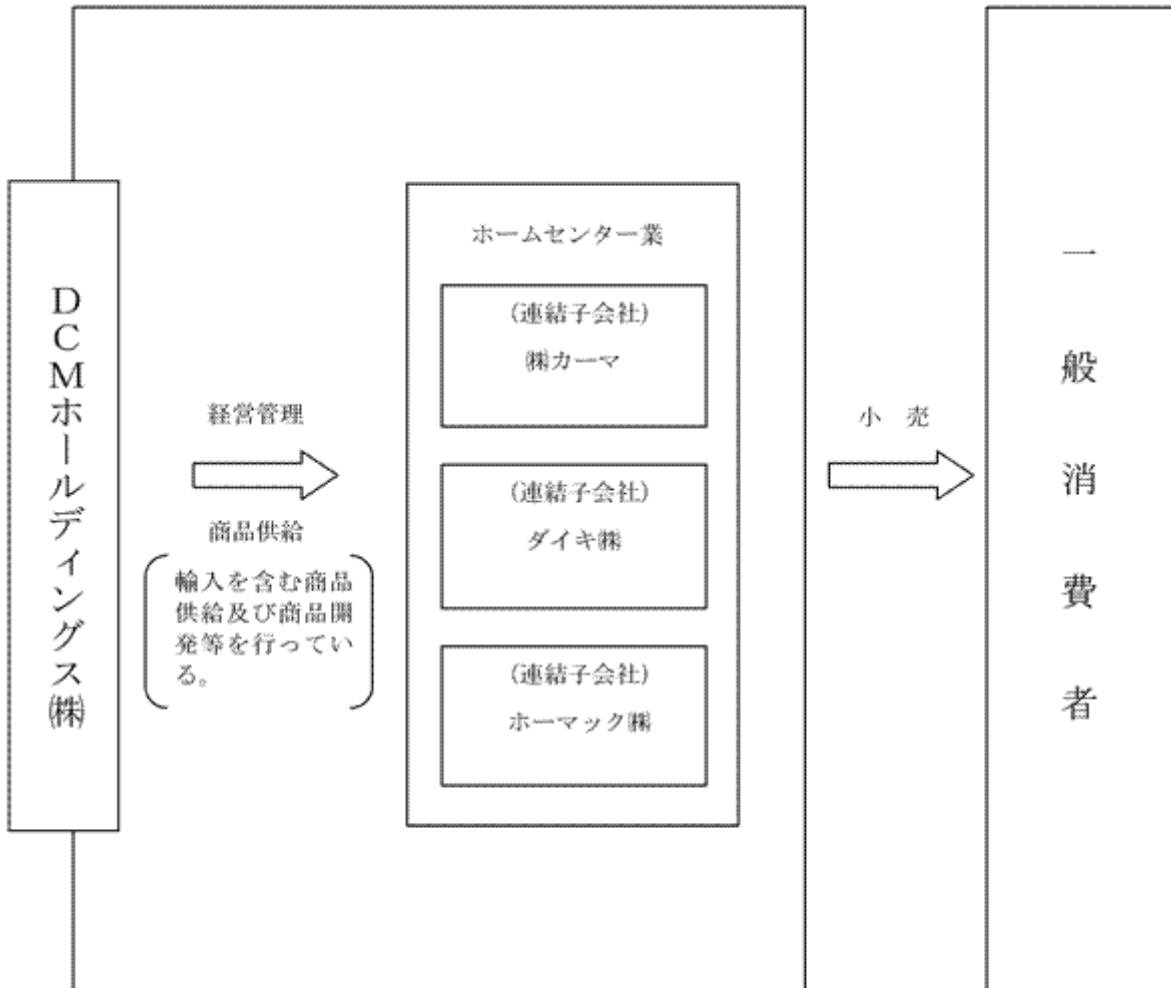 DCMホールディングス㈱
経営管理
商品供給
輸入を含む商品
供給及び商品開
発等を行ってい
る。
ホームセンター業
(連結子会社)
㈱カーマ
(連結子会社)
ダイキ㈱
(連結子会社)
ホーマック㈱
小　売
一般消費者